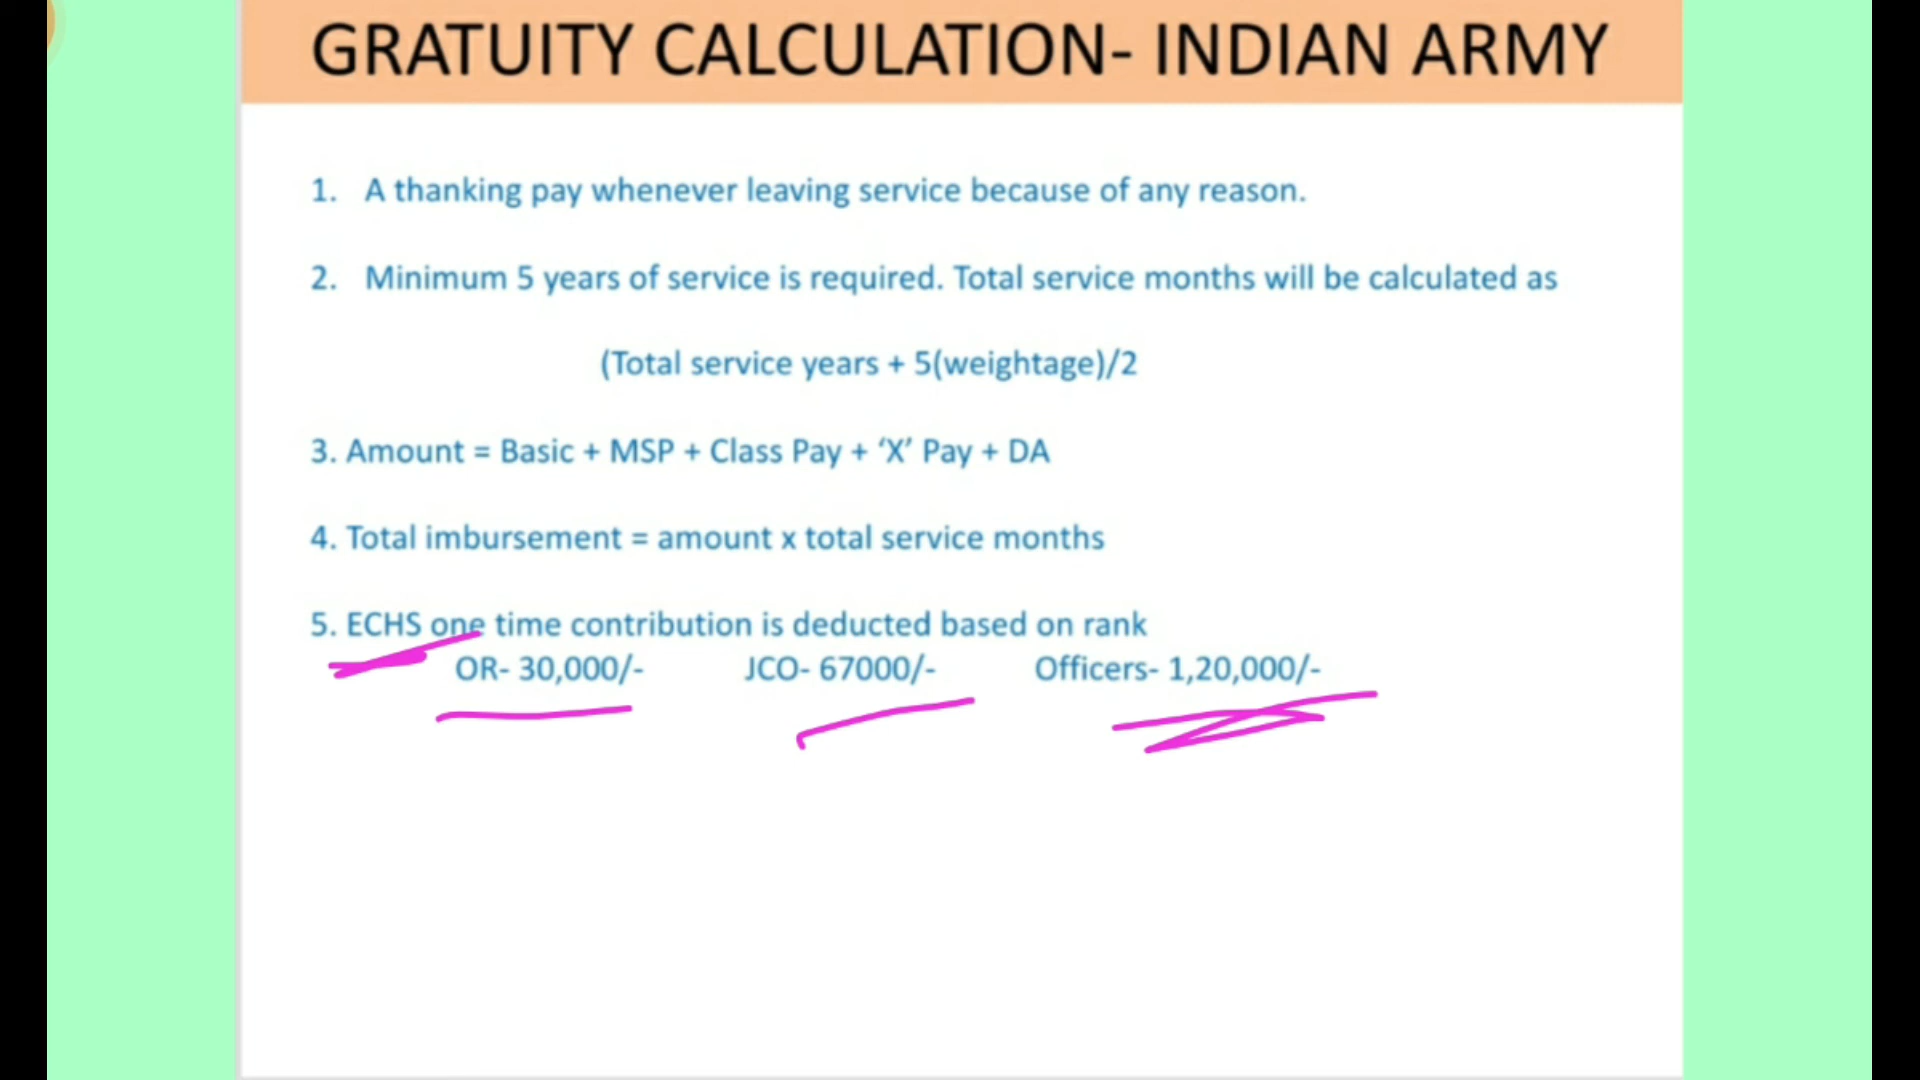 GRATUITY CALCULATION- INDIAN ARMY
1. A thanking pay whenever leaving service because of any reason.
2. Minimum 5 years of service is required. Total service months will be calculated as
(Total service years + 5(weightage)/2
3. Amount = Basic + MSP + Class Pay + ‘X’ Pay + DA
4. Total imbursement = amount x total service months
5. ECHS one time contribution is deducted based on rank
OR- 30,000/- JCO- 67000/- Officers- 1,20,000/-